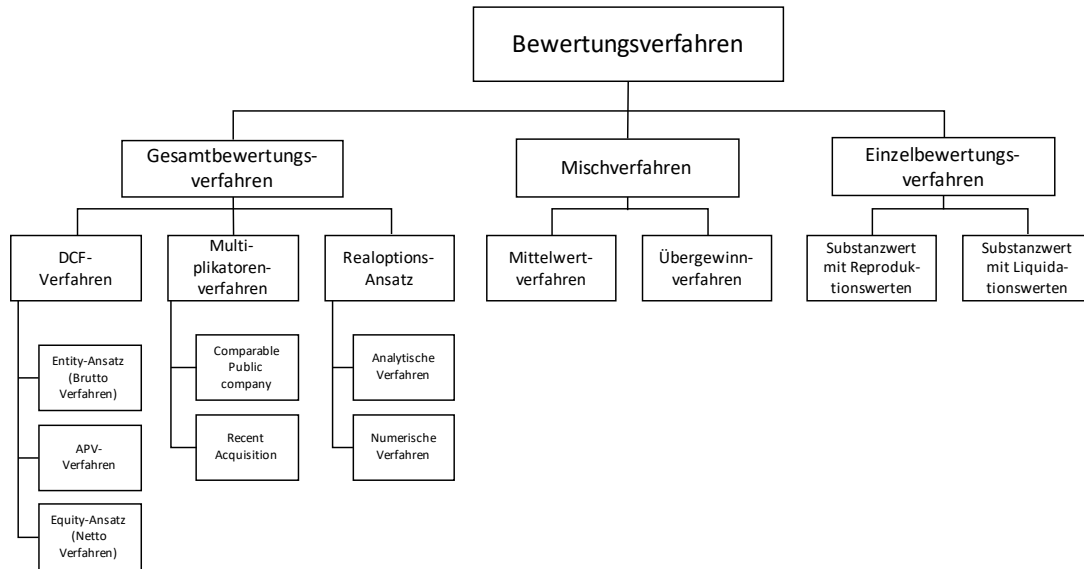 Bewertungsverfahren
Gesamtbewertungs-
verfahren
Mischverfahren
Einzelbewertungs-
verfahren
DCF-
Verfahren
Multi-
plikatoren-
verfahren
Realoptions-
Ansatz
Mittelwert-
verfahren
Übergewinn-
verfahren
Substanzwert
mit Reproduk-
tionswerten
Substanzwert
mit Liquida-
tionswerten
Entity-Ansatz
(Brutto
Verfahren)
Comparable
Public
company
Analytische
Verfahren
APV-
Verfahren
Recent
Acquisition
Numerische
Verfahren
Equity-Ansatz
(Netto
Verfahren)